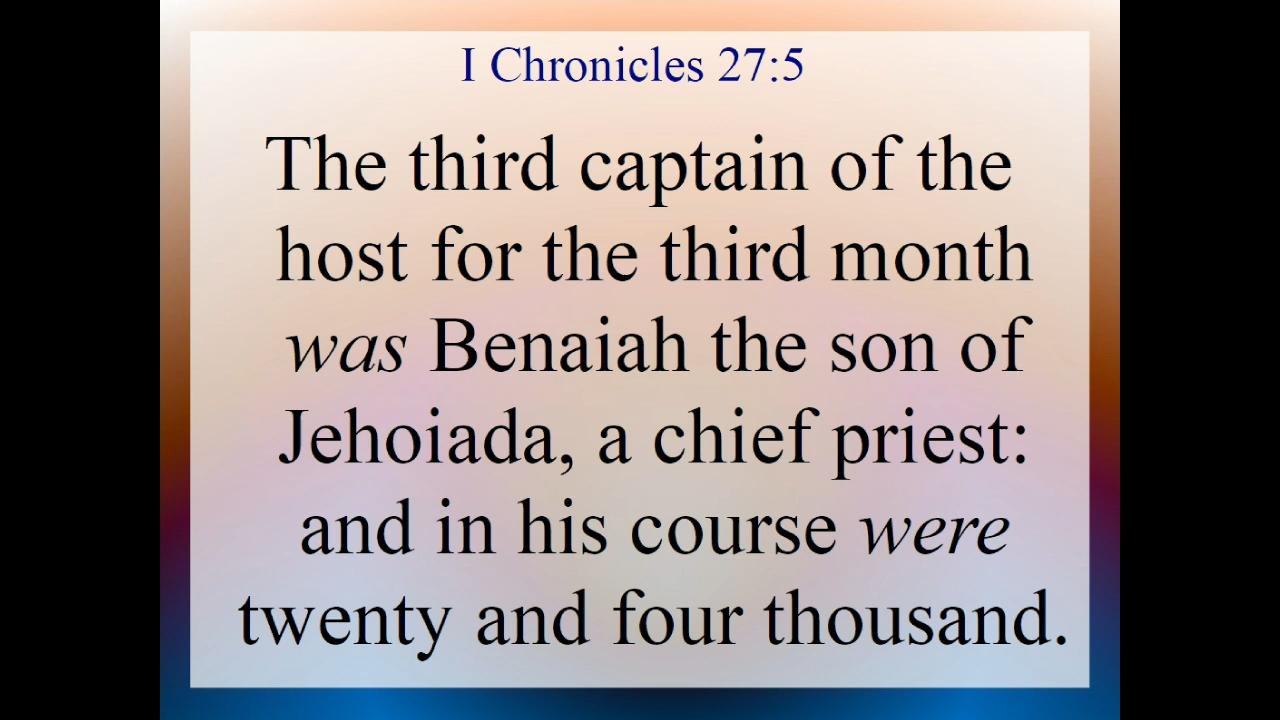 I Chronicles 27:5
The third captain of the
host for the third month
was Benaiah the son of
Jehoiada, a chief priest:
and in his course were
twenty and four thousand.